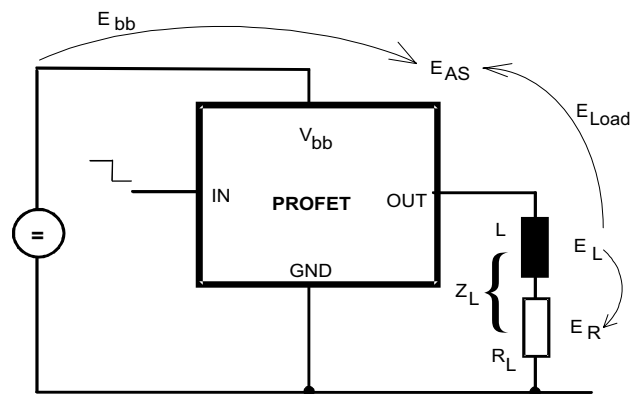 E bb
E AS
E Load
V bb
IN
PROFET
OUT
=
GND
L
E L
Z L
{
E R
R L